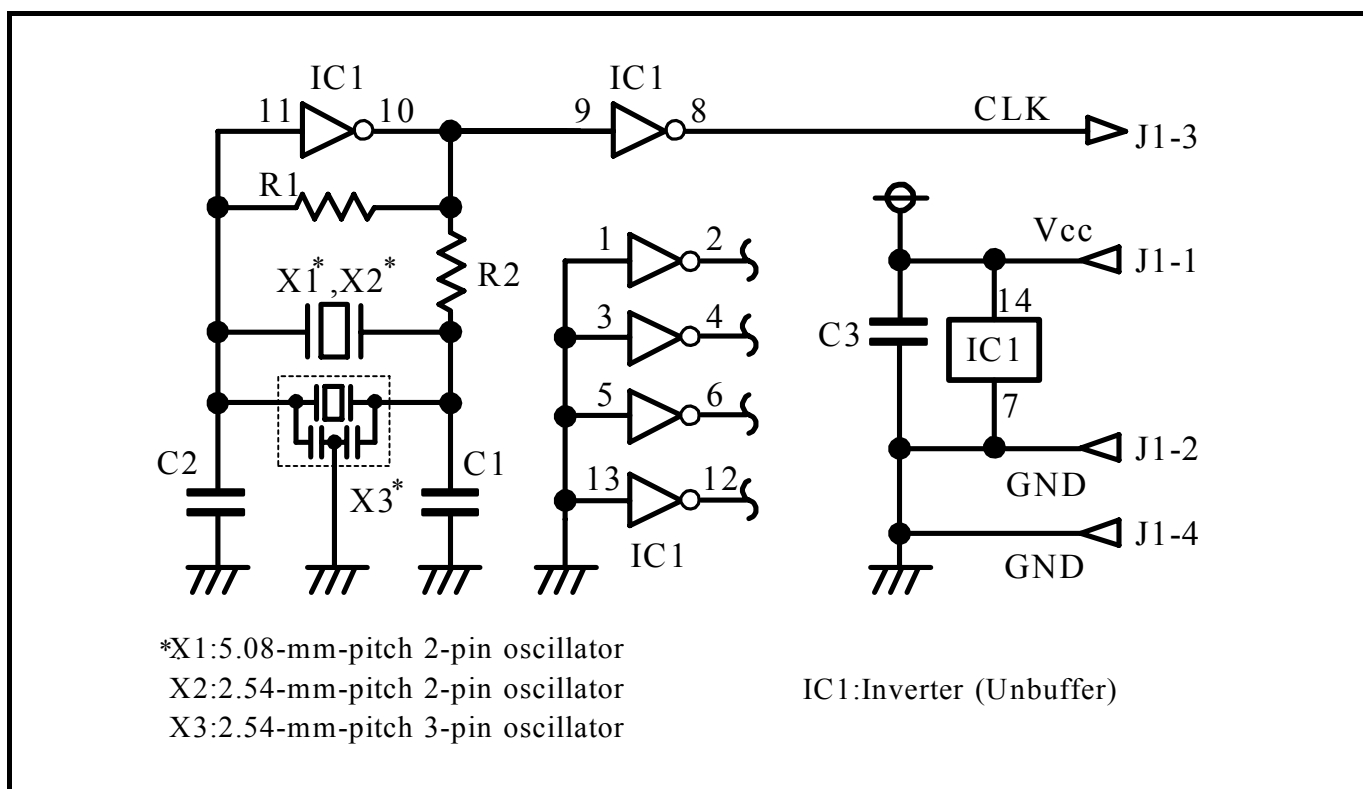 IC1
IC1
11
10
9
8
CLK
J1-3
R1
1
2
Vcc
J1-1
X1*,X2*
R2
14
3
4
C3
IC1
5
6
7
C2
C1
J1-2
X3*
13
12
GND
IC1
J1-4
GND
*X1:5.08-mm-pitch 2-pin oscillator
X2:2.54-mm-pitch 2-pin oscillator
IC1:Inverter (Unbuffer)
X3:2.54-mm-pitch 3-pin oscillator